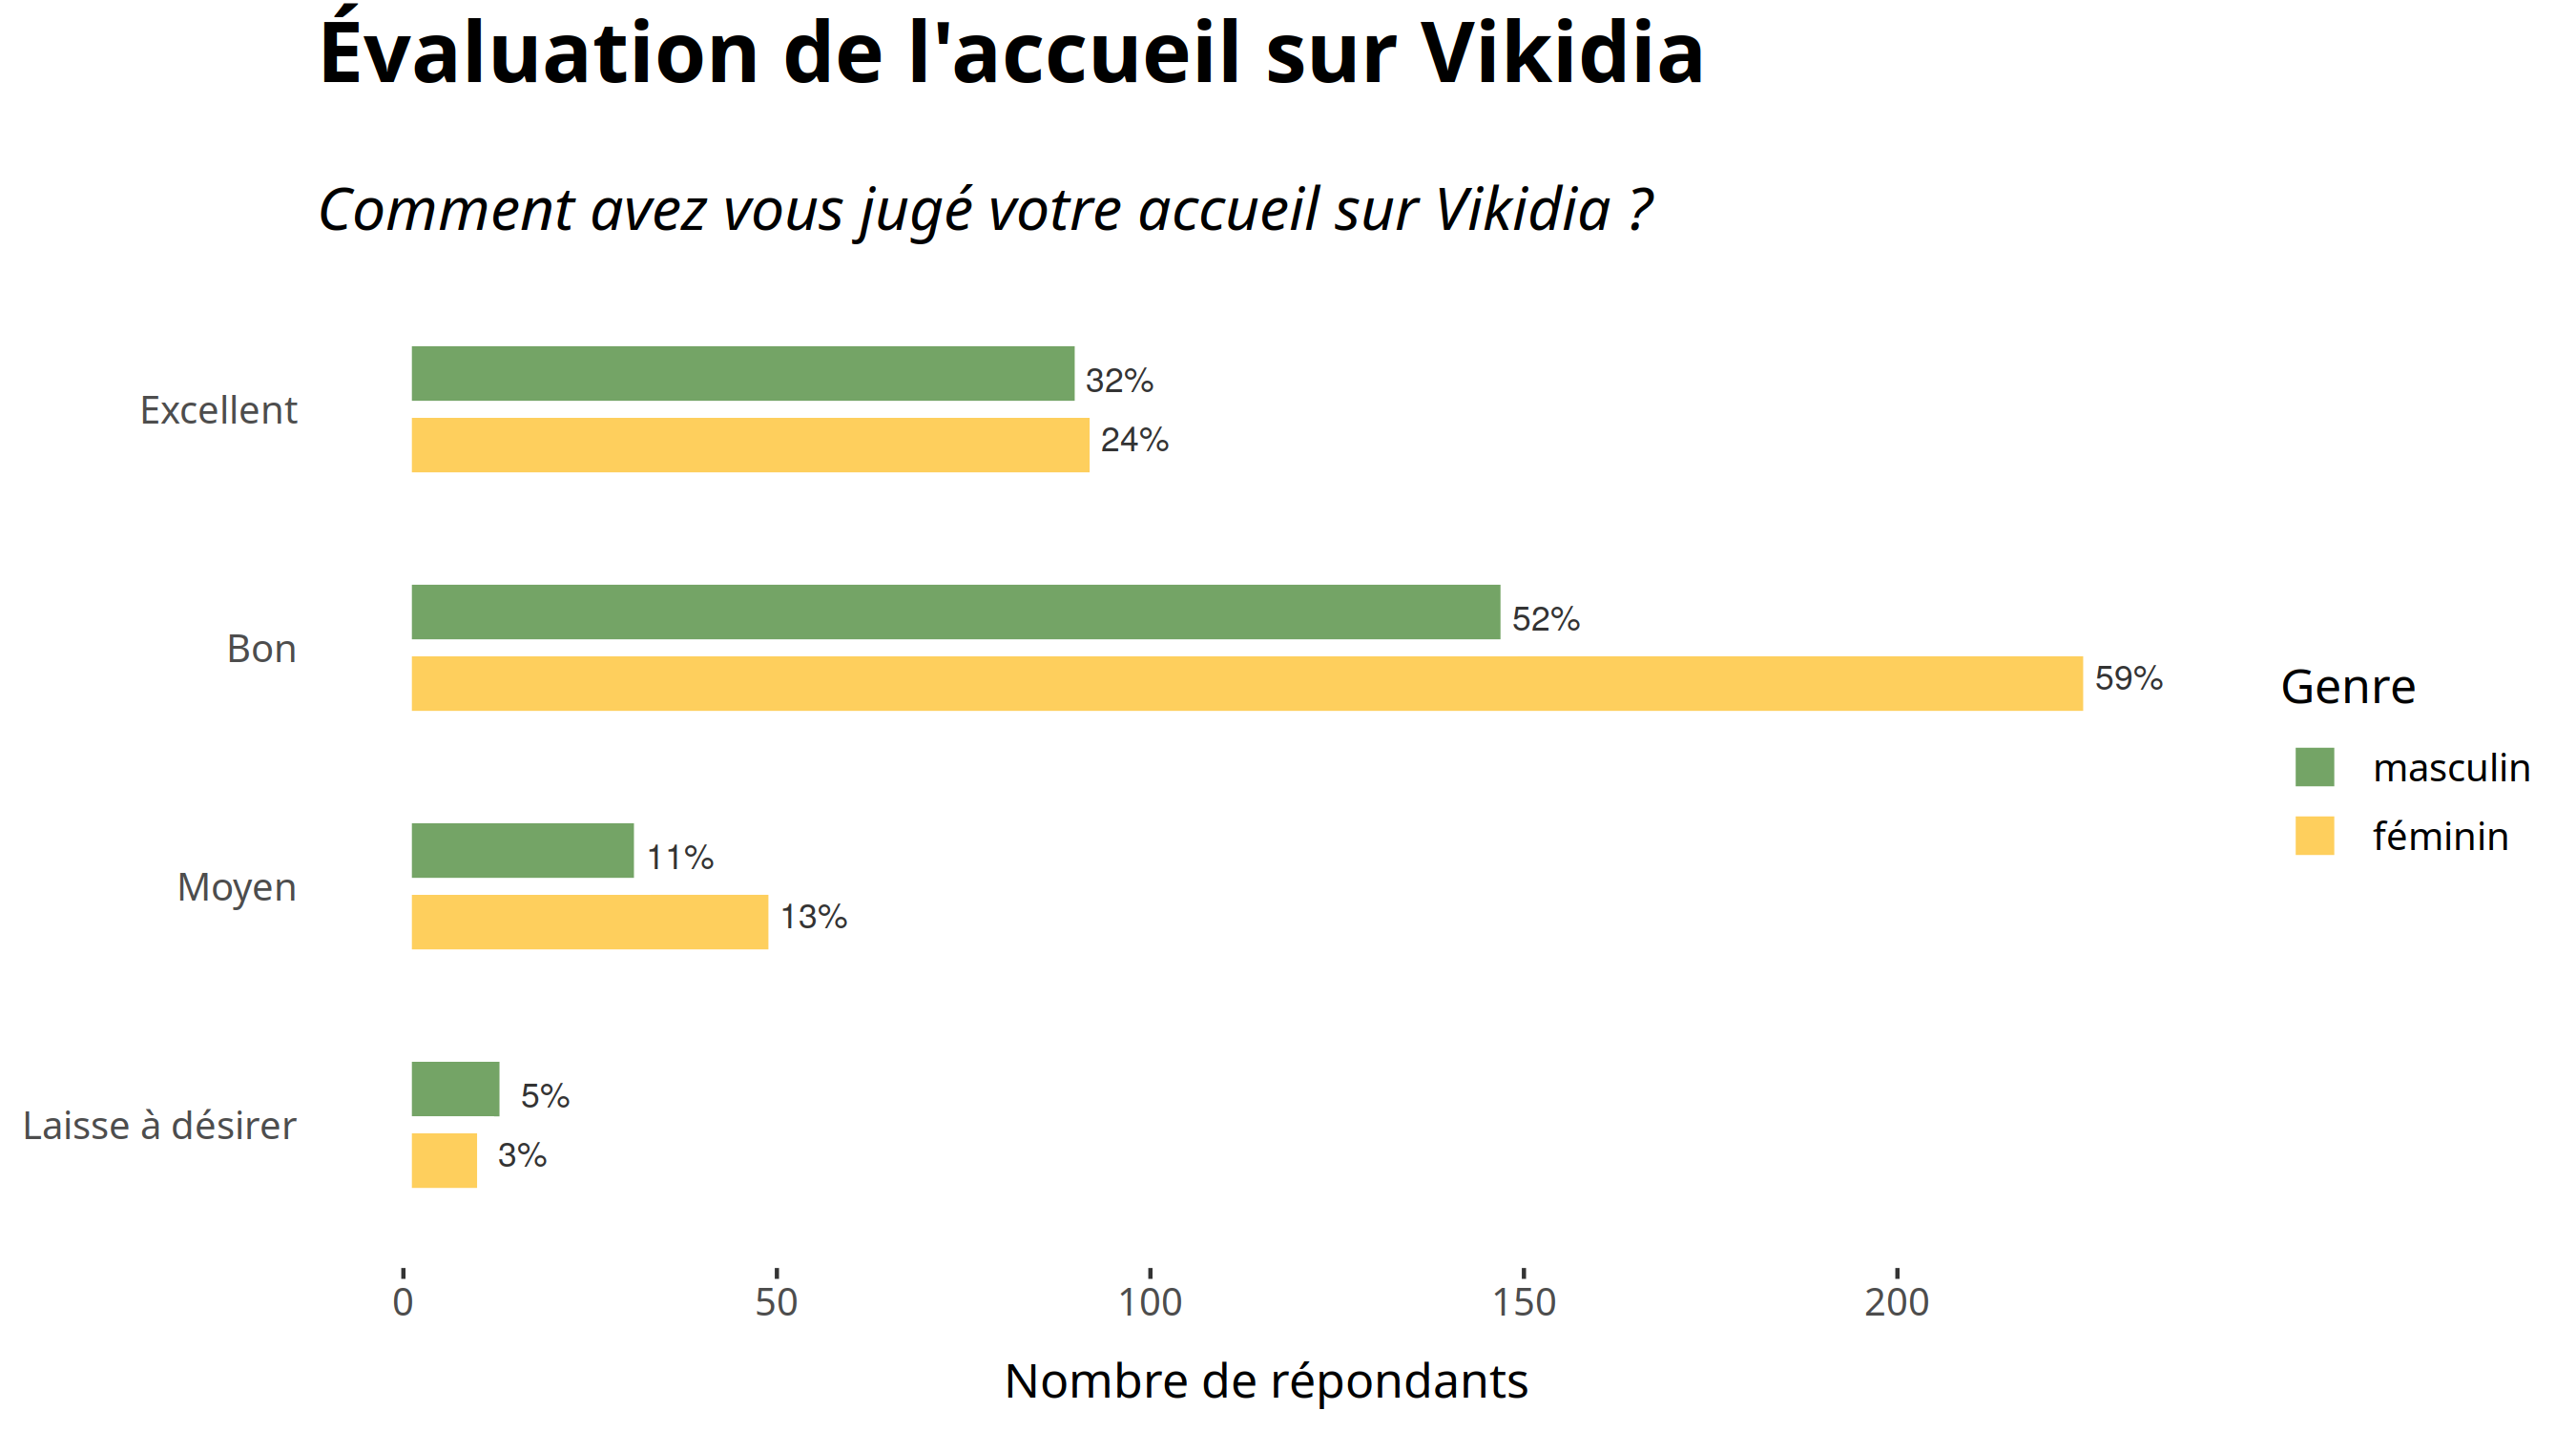 Évaluation de l'accueil sur Vikidia
Comment avez vous jugé votre accueil sur Vikidia ?
Excellent
32%
24%
Bon
52%
59%
Moyen
11%
13%
Laisse à désirer
5%
3%
Genre
masculin
féminin
0 50 100 150 200
Nombre de répondants